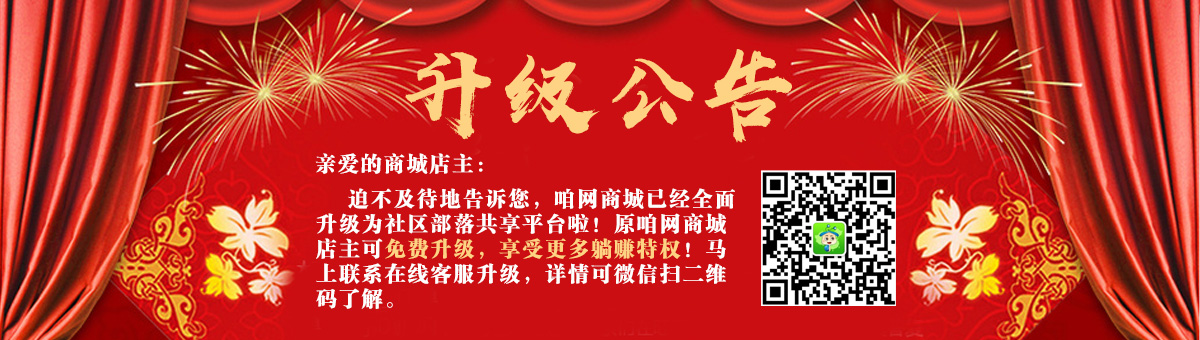 升级公告
亲爱的商城店主：
追不及待地告诉您，咱网商城已经全面
升级为社区部落共享平台啦！原咱网商城
店主可免费升级，享受更多躺赚特权！马
上联系在线客服升级，详情可微信扫二维
码了解。